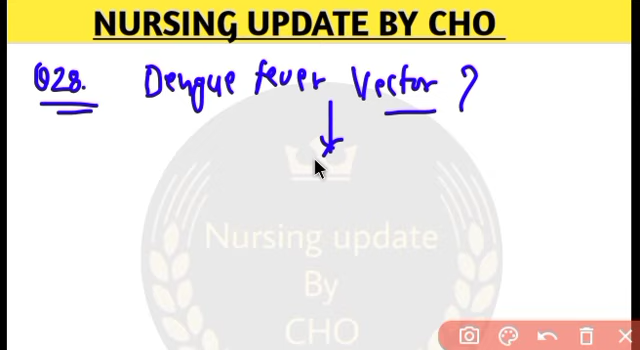 NURSING UPDATE BY CHO
Q28. Dengue fever Vector ?
Nursing update
By
CHO